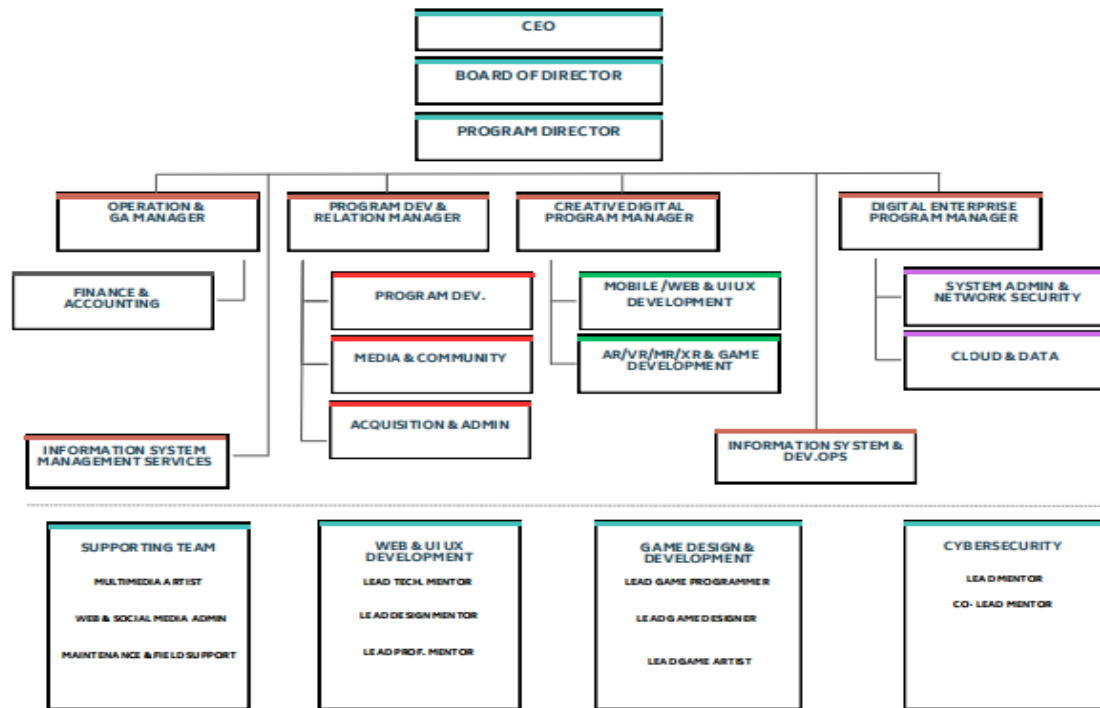 CEO
BOARD OF DIRECTOR
PROGRAM DIRECTOR
OPERATION &
GA MANAGER
PROGRAM DEV &
RELATION MANAGER
CREATIVE DIGITAL
PROGRAM MANAGER
DIGITAL ENTERPRISE
PROGRAM MANAGER
FINANCE &
ACCOUNTING
PROGRAM DEV.
MOBILE /WEB & UI UX
DEVELOPMENT
SYSTEM ADMIN &
NETWORK SECURITY
MEDIA & COMMUNITY
AR/VR/MR/XR & GAME
DEVELOPMENT
CLOUD & DATA
ACQUISITION & ADMIN
INFORMATION SYSTEM
MANAGEMENT SERVICES
INFORMATION SYSTEM &
DEV.OPS
SUPPORTING TEAM
MULTIMEDIA ARTIST
WEB & SOCIAL MEDIA ADMIN
MAINTENANCE & FIELD SUPPORT
WEB & UI UX
DEVELOPMENT
LEAD TECH. MENTOR
LEAD DESIGN MENTOR
LEAD PROF. MENTOR
GAME DESIGN &
DEVELOPMENT
LEAD GAME PROGRAMMER
LEAD GAME DESIGNER
LEAD GAME ARTIST
CYBERSECURITY
LEAD MENTOR
CO- LEAD MENTOR